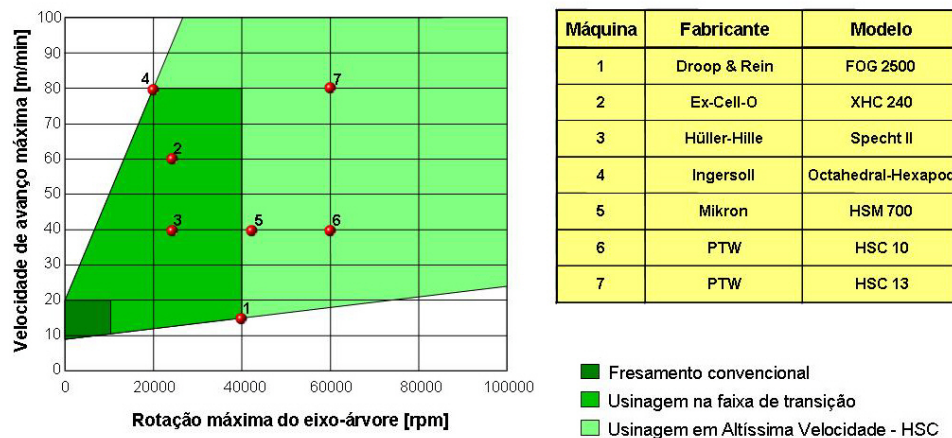 Velocidade de avanço máxima [m/min]
100
90
80
70
60
50
40
30
20
10
0
4
7
2
3
5
6
1
0
20000
40000
60000
80000
100000
Rotação máxima do eixo-árvore [rpm]
Máquina Fabricante Modelo
1 Droop & Rein FOG 2500
2 Ex-Cell-O XHC 240
3 Hüller-Hille Specht II
4 Ingersoll Octahedral-Hexapod
5 Mikron HSM 700
6 PTW HSC 10
7 PTW HSC 13
Fresamento convencional
Usinagem na faixa de transição
Usinagem em Altíssima Velocidade - HSC